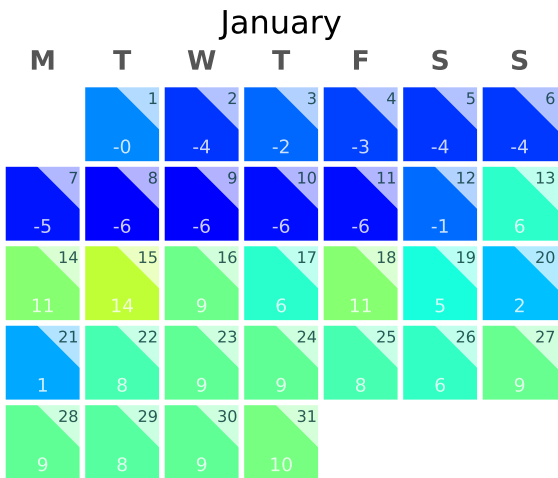 January
M T W T F S S
1 2 3 4 5 6
-0 -4 -2 -3 -4 -4
7 8 9 10 11 12 13
-5 -6 -6 -6 -6 -1 6
14 15 16 17 18 19 20
11 14 9 6 11 5 2
21 22 23 24 25 26 27
1 8 9 9 8 6 9
28 29 30 31
9 8 9 10